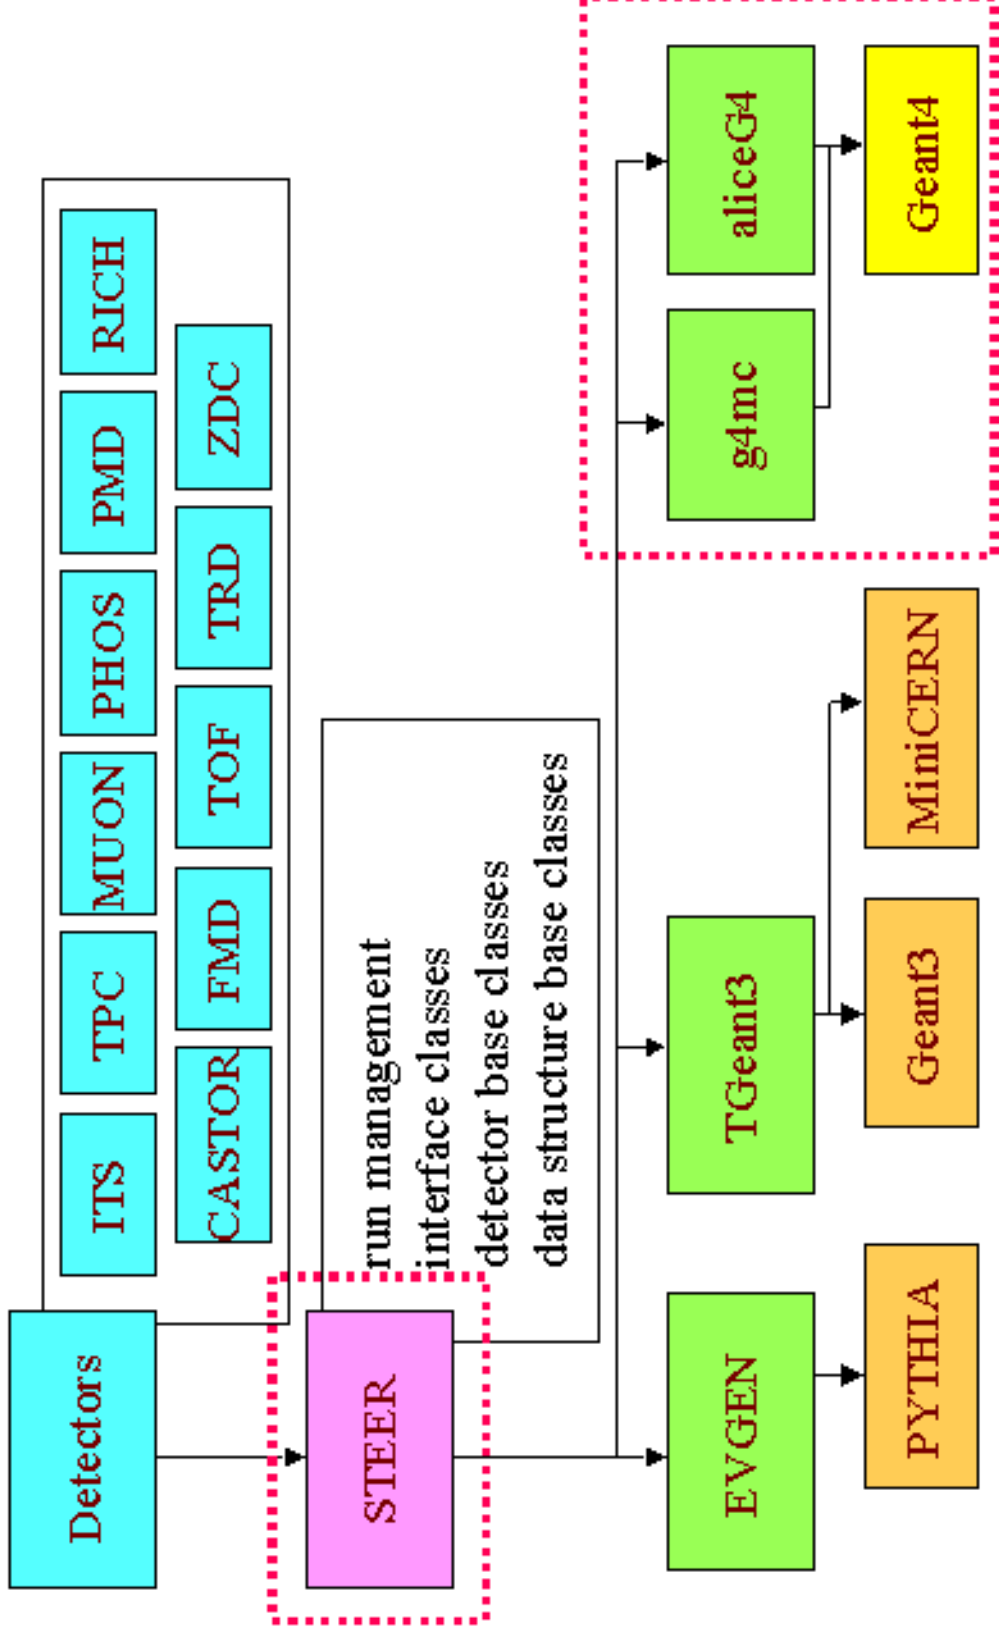 Detectors
ITS
TPC
MUON
PHOS
PMD
RICH
CASTOR
FMD
TOF
TRD
ZDC
STEER
run management
interface classes
detector base classes
data structure base classes
EVGEN
TGeant3
g4mc
aliceG4
PYTHIA
Geant3
MiniCERN
Geant4